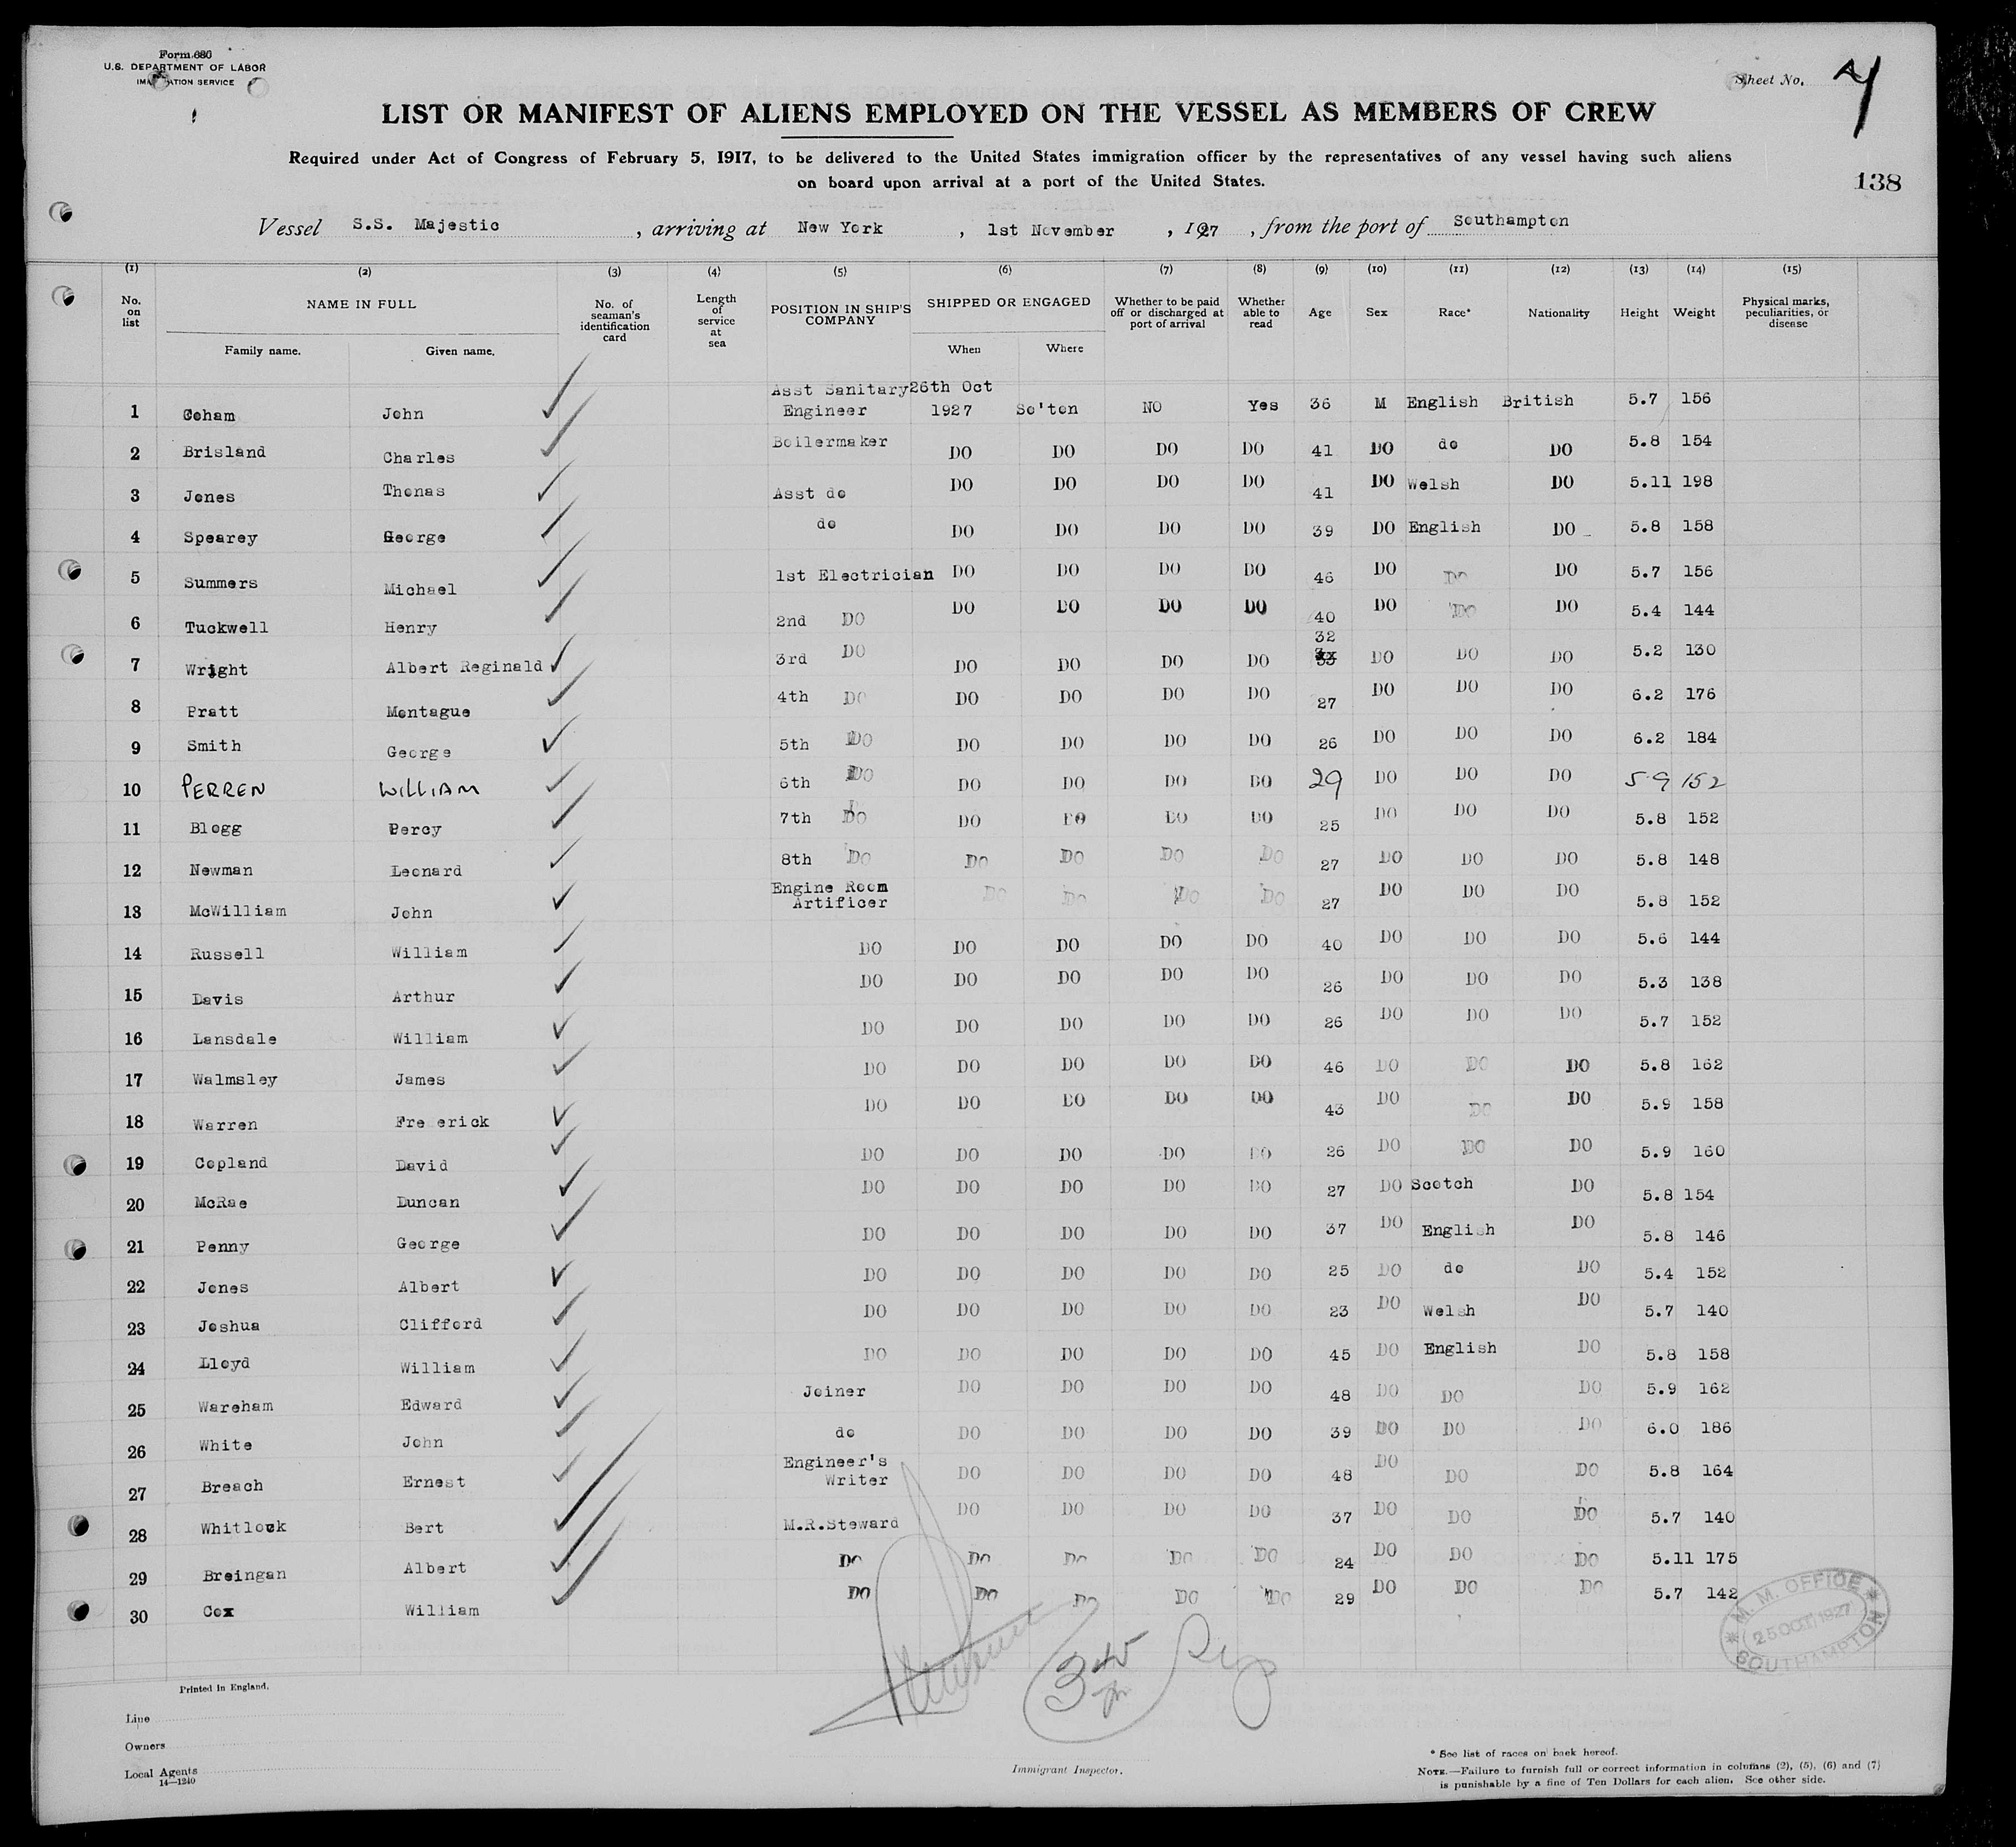 Form 680
U.S. DEPARTMENT OF LABOR
IMMIGRATION SERVICE
Sheet No.
LIST OR MANIFEST OF ALIENS EMPLOYED ON THE VESSEL AS MEMBERS OF CREW
Required under Act of Congress of February 5, 1917, to be delivered to the United States immigration officer by the representatives of any vessel having such aliens
on board upon arrival at a port of the United States.
138
Vessel S.S. Majestic , arriving at New York , 1st November , 1927 , from the port of Southampton
(1) (2) (3) (4) (5) (6) (7) (8) (9) (10) (11) (12) (13) (14) (15)
No. on list NAME IN FULL Family name. Given name. No. of seaman's identification card Length of service at sea POSITION IN SHIP'S COMPANY SHIPPED OR ENGAGED When Where Whether to be paid off or discharged at port of arrival Whether able to read Age Sex Race* Nationality Height Weight Physical marks, peculiarities, or disease
1 Goham John Asst Sanitary Engineer 26th Oct 1927 So'ton NO Yes 36 M English British 5.7 156
2 Brisland Charles Boilermaker DO DO DO DO 41 DO do DO 5.8 154
3 Jones Thomas Asst do DO DO DO DO 41 DO Welsh DO 5.11 198
4 Spearey George do DO DO DO DO 39 DO English DO 5.8 158
5 Summers Michael 1st Electrician DO DO DO DO 46 DO DO DO 5.7 156
6 Tuckwell Henry 2nd DO DO DO DO DO 40 DO DO DO 5.4 144
7 Wright Albert Reginald 3rd DO DO DO DO DO 32 DO DO DO 5.2 130
8 Pratt Montague 4th DO DO DO DO DO 27 DO DO DO 6.2 176
9 Smith George 5th DO DO DO DO DO 26 DO DO DO 6.2 184
10 PERREN WILLIAM 6th DO DO DO DO DO 29 DO DO DO 5.9 152
11 Blogg Percy 7th DO DO DO DO DO 25 DO DO DO 5.8 152
12 Newman Leonard 8th DO DO DO DO DO 27 DO DO DO 5.8 148
13 McWilliam John Engine Room Artificer DO DO DO DO 27 DO DO DO 5.8 152
14 Russell William DO DO DO DO DO 40 DO DO DO 5.6 144
15 Davis Arthur DO DO DO DO DO 26 DO DO DO 5.3 138
16 Lansdale William DO DO DO DO DO 26 DO DO DO 5.7 152
17 Walmsley James DO DO DO DO DO 46 DO DO DO 5.8 162
18 Warren Fre erick DO DO DO DO DO 43 DO DO DO 5.9 158
19 Copland David DO DO DO DO DO 26 DO DO DO 5.9 160
20 McRae Duncan DO DO DO DO DO 27 DO Scotch DO 5.8 154
21 Penny George DO DO DO DO DO 37 DO English DO 5.8 146
22 Jones Albert DO DO DO DO DO 25 DO do DO 5.4 152
23 Joshua Clifford DO DO DO DO DO 23 DO Welsh DO 5.7 140
24 Lloyd William DO DO DO DO DO 45 DO English DO 5.8 158
25 Wareham Edward Joiner DO DO DO DO 48 DO DO DO 5.9 162
26 White John do DO DO DO DO 39 DO DO DO 6.0 186
27 Breach Ernest Engineer's Writer DO DO DO DO 48 DO DO DO 5.8 164
28 Whitlock Bert M.R.Steward DO DO DO DO 37 DO DO DO 5.7 140
29 Breingan Albert DO DO DO DO DO 24 DO DO DO 5.11 175
30 Cox William DO DO DO DO DO 29 DO DO DO 5.7 142
M. M. OFFICE
25 OCT 1927
SOUTHAMPTON
Printed in England.
Line
Owners
Local Agents
14—1240
Immigrant Inspector.
* See list of races on back hereof.
NOTE.—Failure to furnish full or correct information in columns (2), (5), (6) and (7)
is punishable by a fine of Ten Dollars for each alien. See other side.